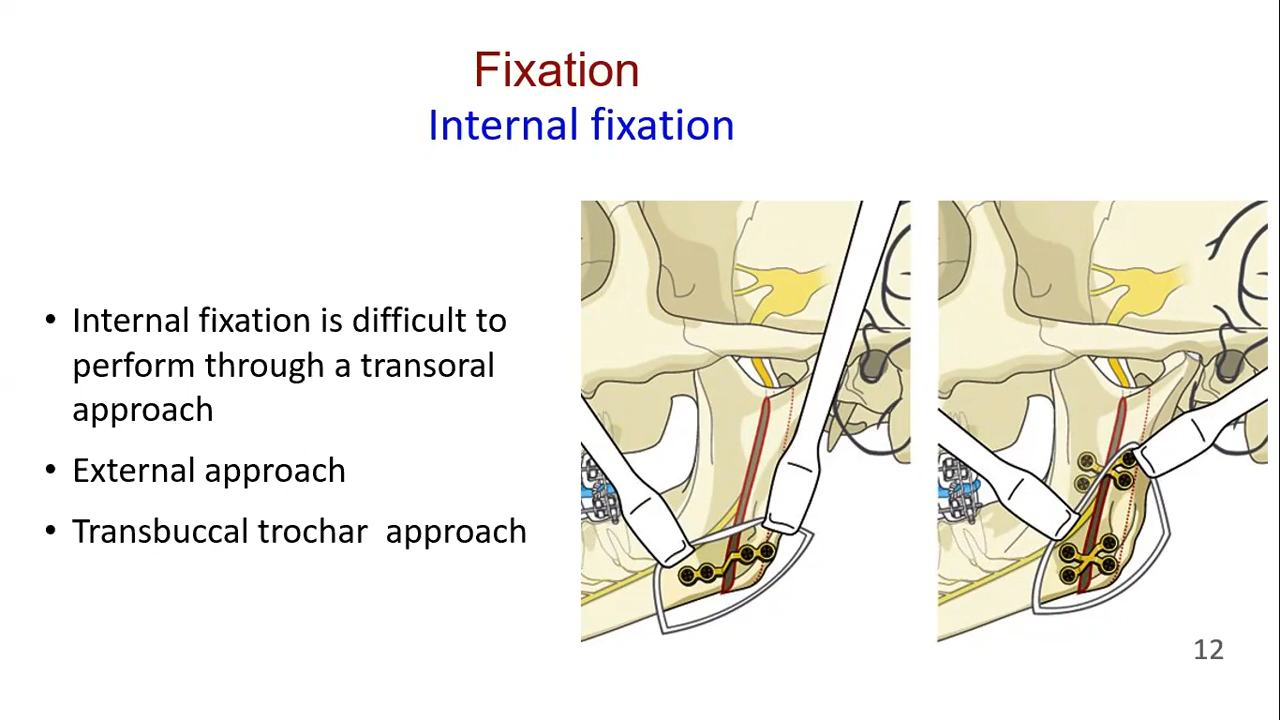 Fixation
Internal fixation
• Internal fixation is difficult to
perform through a transoral
approach
• External approach
• Transbuccal trochar  approach
12